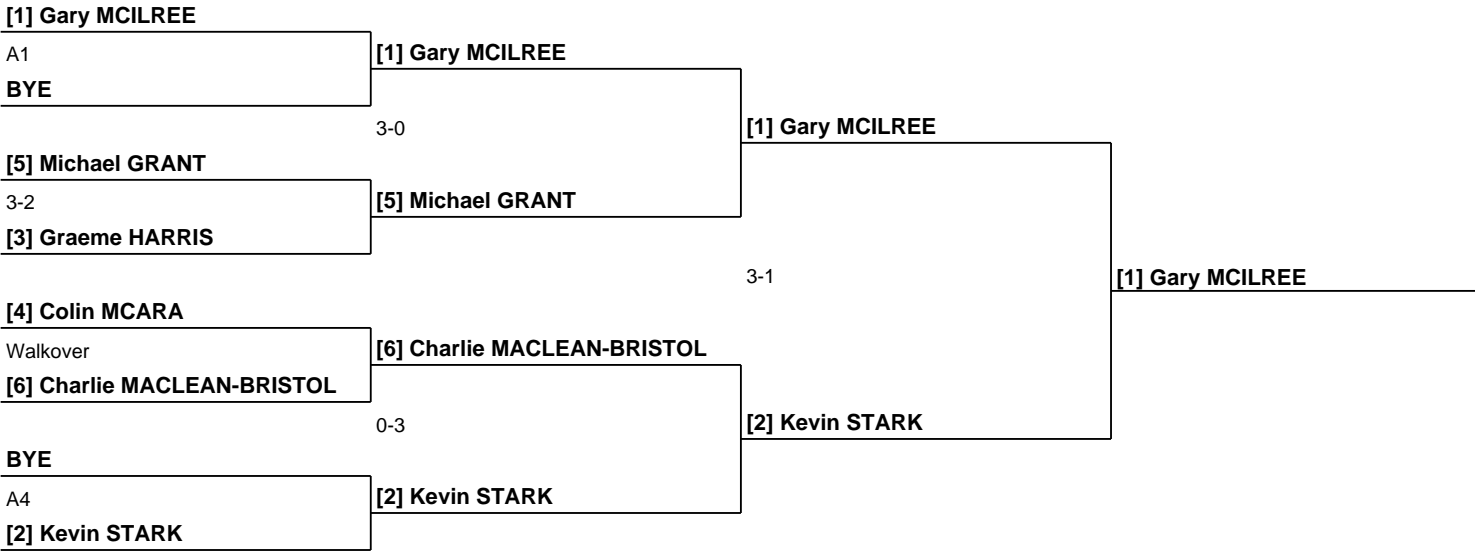 [1] Gary MCILREE
A1
BYE
[5] Michael GRANT
3-2
[3] Graeme HARRIS
[4] Colin MCARA
Walkover
[6] Charlie MACLEAN-BRISTOL
BYE
A4
[2] Kevin STARK
[1] Gary MCILREE
3-0
[5] Michael GRANT
[6] Charlie MACLEAN-BRISTOL
0-3
[2] Kevin STARK
[1] Gary MCILREE
3-1
[2] Kevin STARK
[1] Gary MCILREE